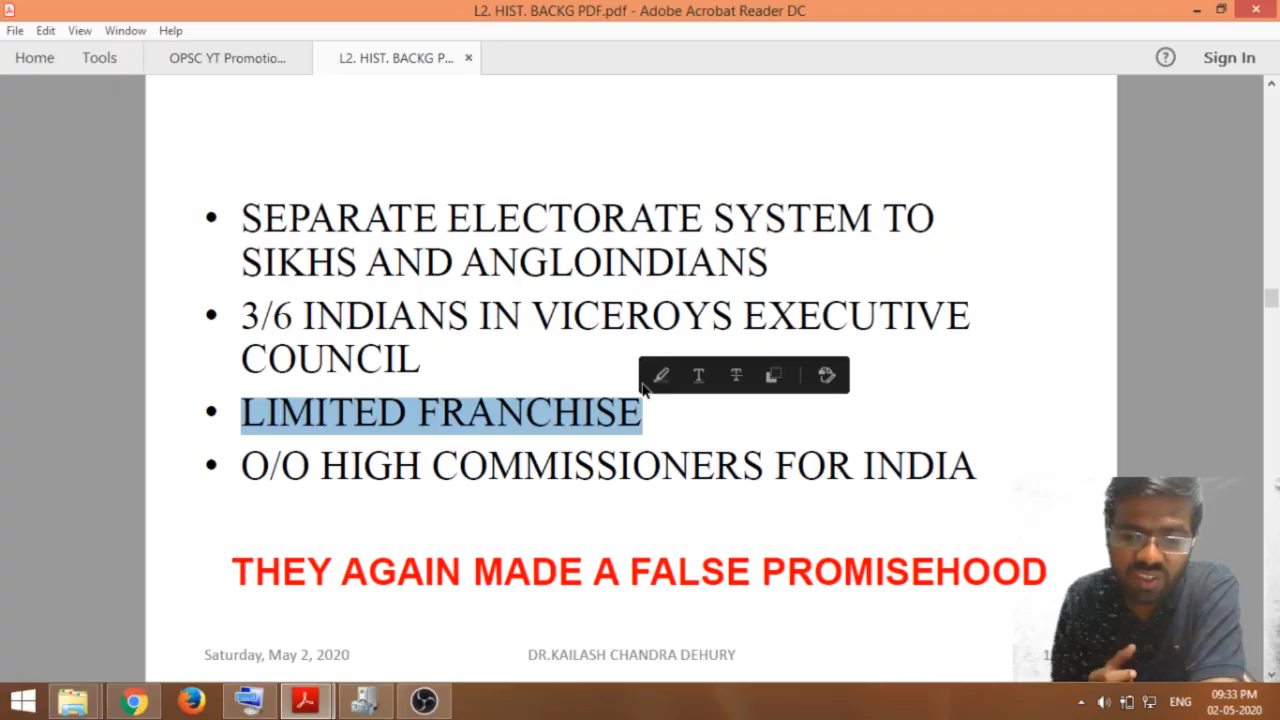 L2. HIST. BACKG PDF.pdf - Adobe Acrobat Reader DC
File Edit View Window Help
Home Tools OPSC YT Promotio... L2. HIST. BACKG P... Sign In
• SEPARATE ELECTORATE SYSTEM TO
SIKHS AND ANGLOINDIANS
• 3/6 INDIANS IN VICEROYS EXECUTIVE
COUNCIL
• LIMITED FRANCHISE
• O/O HIGH COMMISSIONERS FOR INDIA
THEY AGAIN MADE A FALSE PROMISEHOOD
Saturday, May 2, 2020 DR.KAILASH CHANDRA DEHURY
ENG 09:33 PM
02-05-2020